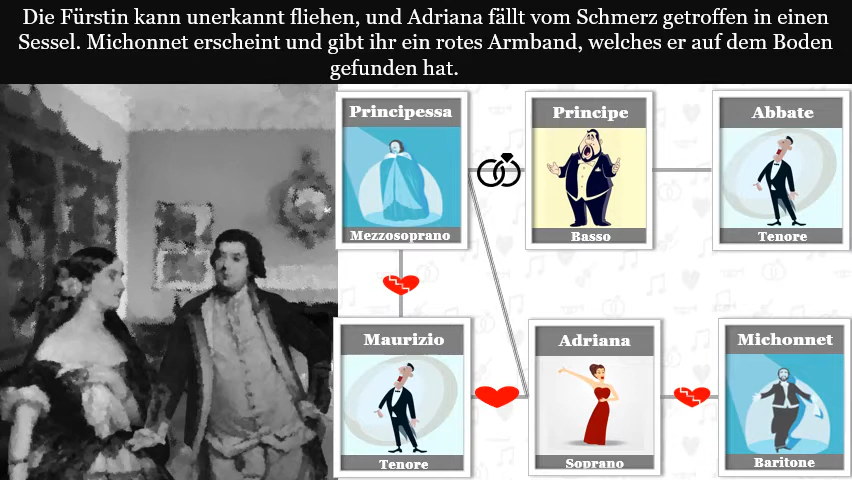 Die Fürstin kann unerkannt fliehen, und Adriana fällt vom Schmerz getroffen in einen
Sessel. Michonnet erscheint und gibt ihr ein rotes Armband, welches er auf dem Boden
gefunden hat.
Principessa
Mezzosoprano
Principe
Basso
Abbate
Tenore
Maurizio
Tenore
Adriana
Soprano
Michonnet
Baritone